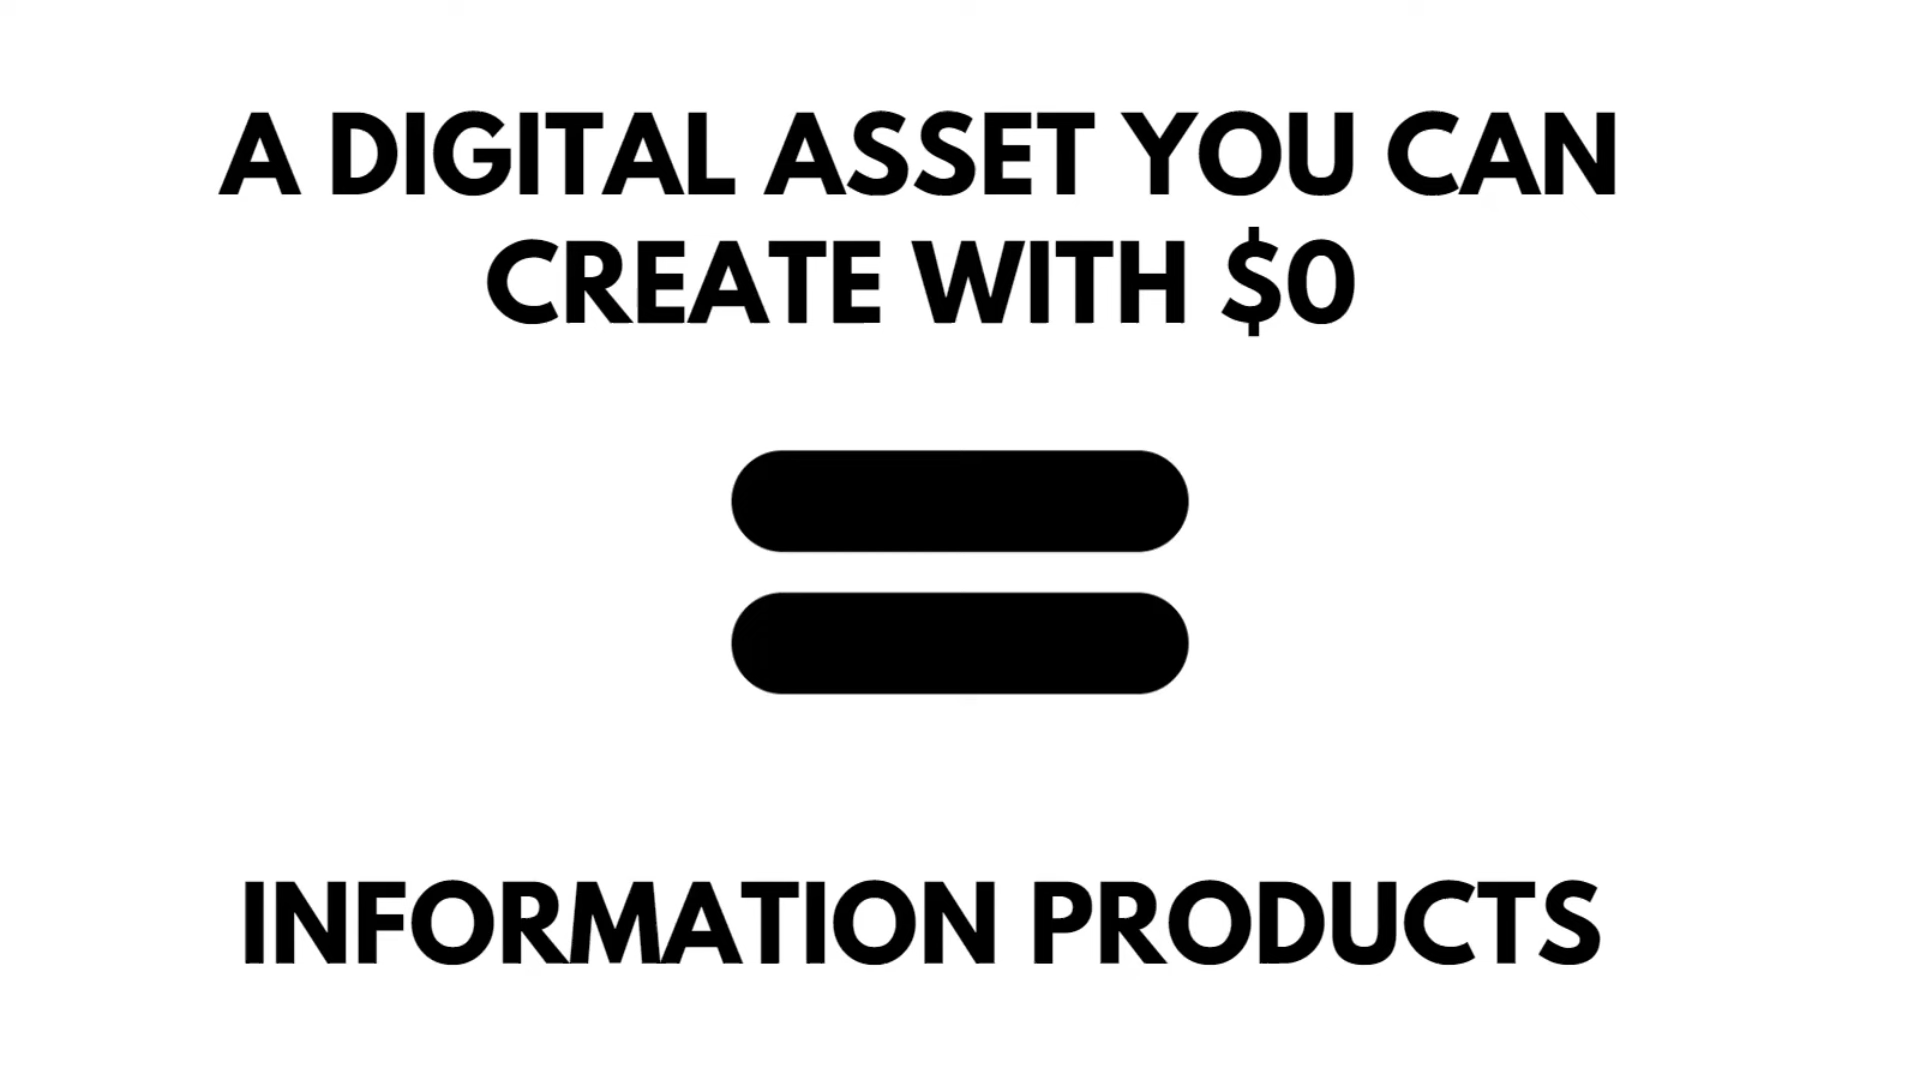 A DIGITAL ASSET YOU CAN
CREATE WITH $0
=
INFORMATION PRODUCTS